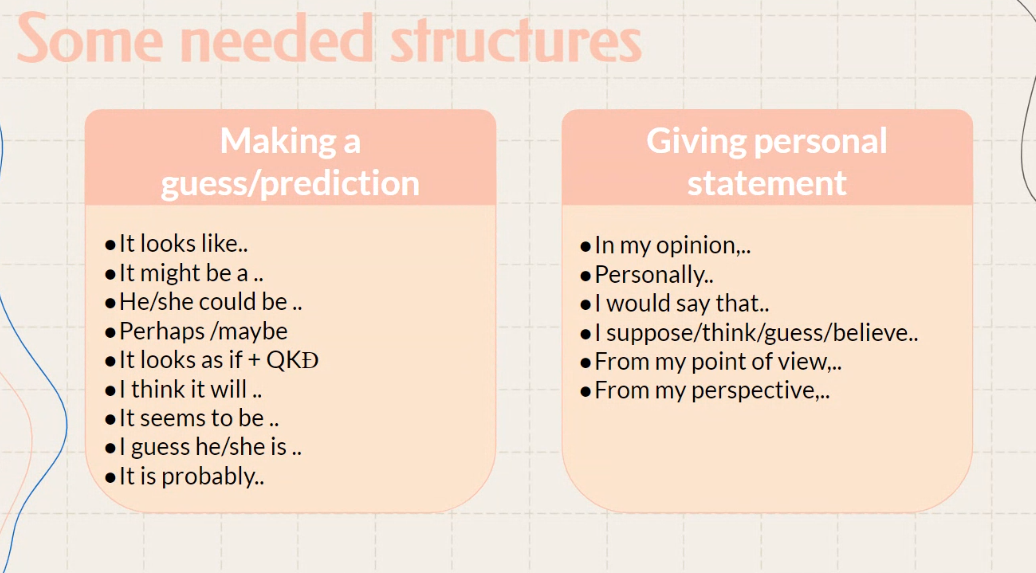 Some needed structures
Making a
guess/prediction
●It looks like..
●It might be a ..
●He/she could be ..
●Perhaps /maybe
●It looks as if + QKĐ
●I think it will ..
●It seems to be ..
●I guess he/she is ..
●It is probably..
Giving personal
statement
●In my opinion,..
●Personally..
●I would say that..
●I suppose/think/guess/believe..
●From my point of view,..
●From my perspective,..